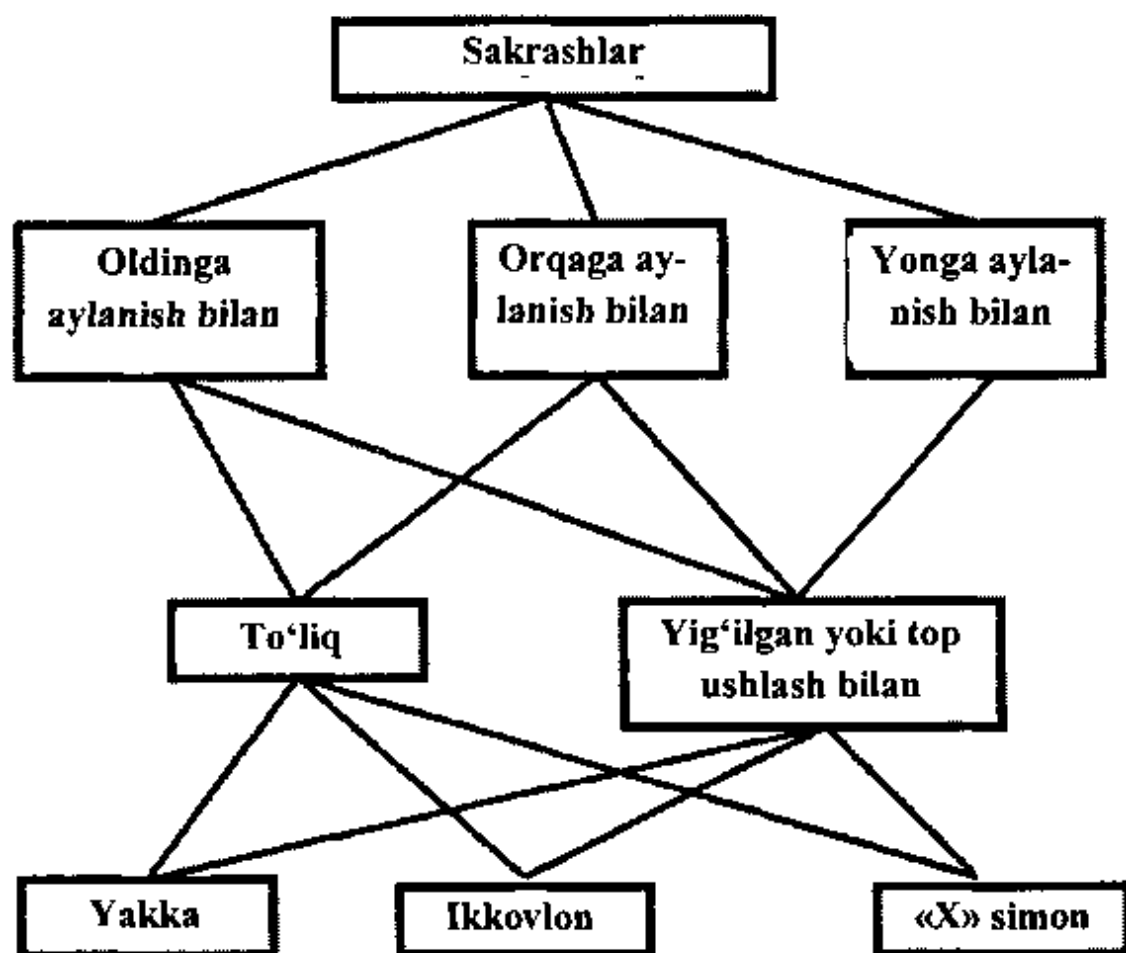 Sakrashlar
Oldinga
aylanish bilan
Orqaga ay-
lanish bilan
Yonga ayla-
nish bilan
To‘liq
Yig‘ilgan yoki top
ushlash bilan
Yakka
Ikkovlon
«X» simon